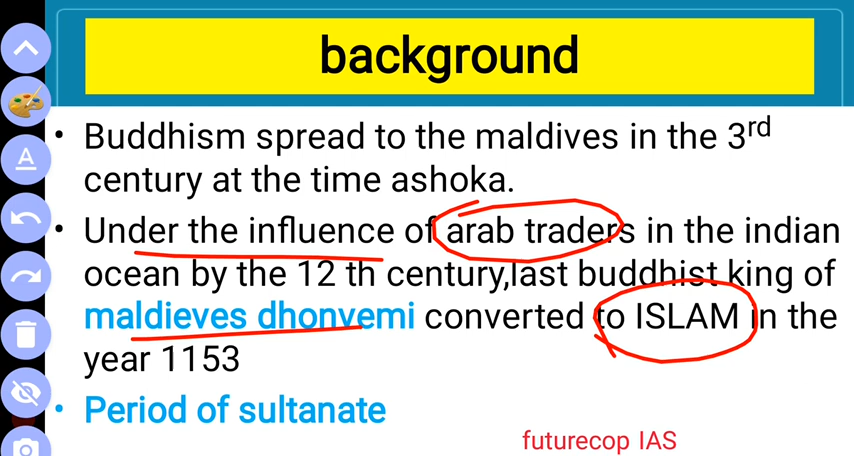 background
• Buddhism spread to the maldives in the 3rd
century at the time ashoka.
• Under the influence of arab traders in the indian
ocean by the 12 th century,last buddhist king of
maldieves dhonvemi converted to ISLAM in the
year 1153
• Period of sultanate
futurecop IAS